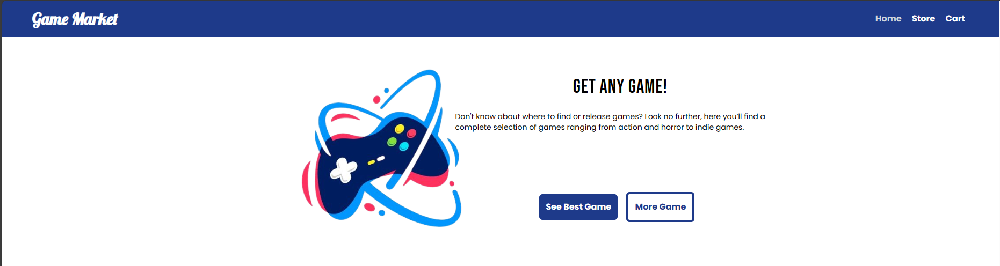 Game Market
Home Store Cart
GET ANY GAME!
Don't know about where to find or release games? Look no further, here you’ll find a
complete selection of games ranging from action and horror to indie games.
See Best Game
More Game